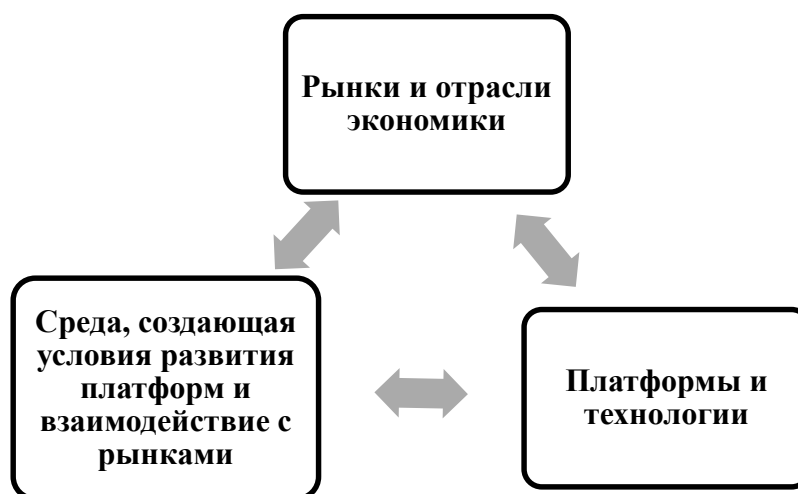 Рынки и отрасли
экономики
Среда, создающая
условия развития
платформ и
взаимодействие с
рынками
Платформы и
технологии